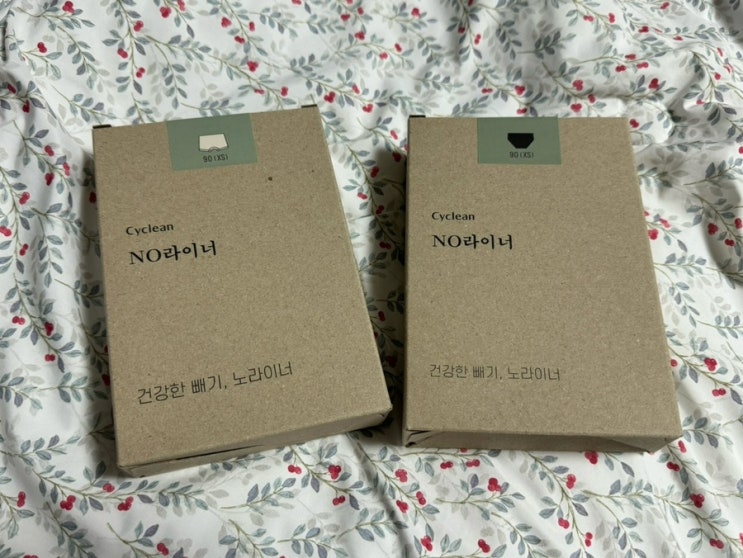 90(XS)
Cyclean
NO라이너
건강한 빼기, 노라이너
90(XS)
Cyclean
NO라이너
건강한 빼기, 노라이너